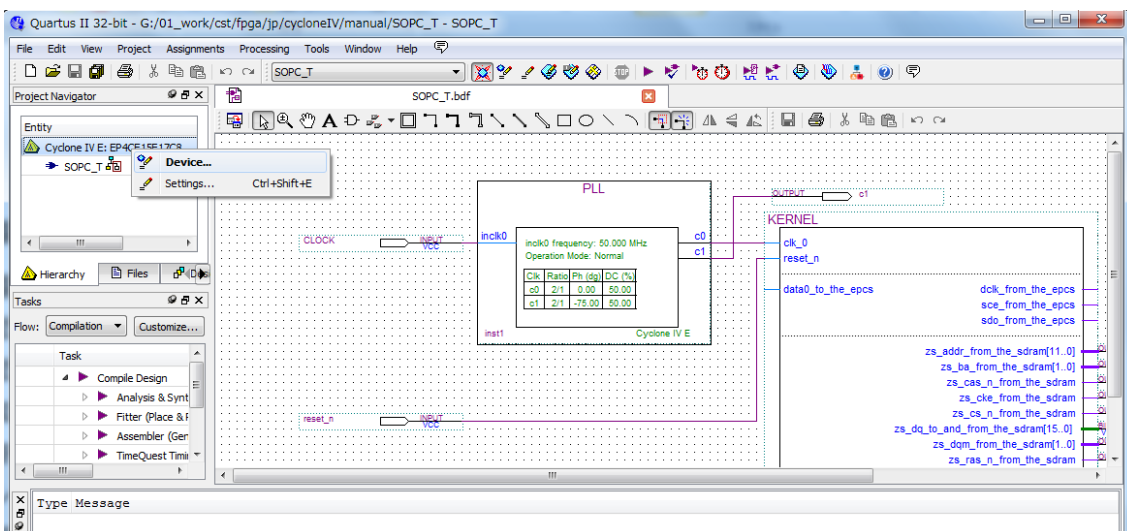 Quartus II 32-bit - G:/01_work/cst/fpga/jp/cycloneIV/manual/SOPC_T - SOPC_T
File Edit View Project Assignments Processing Tools Window Help
SOPC_T
Project Navigator
SOPC_T.bdf
Entity
Cyclone IV E: EP4CE15F17C8
SOPC_T
Device...
Settings... Ctrl+Shift+E
Hierarchy Files
Tasks
Flow: Compilation Customize...
Task
Compile Design
Analysis & Synt
Fitter (Place & R
Assembler (Gen
TimeQuest Timi
CLOCK
INPUT
VCC
PLL
inclk0
inclk0 frequency: 50.000 MHz
Operation Mode: Normal
Clk Ratio Ph (dg) DC (%)
c0 2/1 0.00 50.00
c1 2/1 -75.00 50.00
c0
c1
inst1 Cyclone IV E
reset_n
INPUT
VCC
OUTPUT c1
KERNEL
clk_0
reset_n
data0_to_the_epcs dclk_from_the_epcs
sce_from_the_epcs
sdo_from_the_epcs
zs_addr_from_the_sdram[11..0]
zs_ba_from_the_sdram[1..0]
zs_cas_n_from_the_sdram
zs_cke_from_the_sdram
zs_cs_n_from_the_sdram
zs_dq_to_and_from_the_sdram[15..0]
zs_dqm_from_the_sdram[1..0]
zs_ras_n_from_the_sdram
Type Message